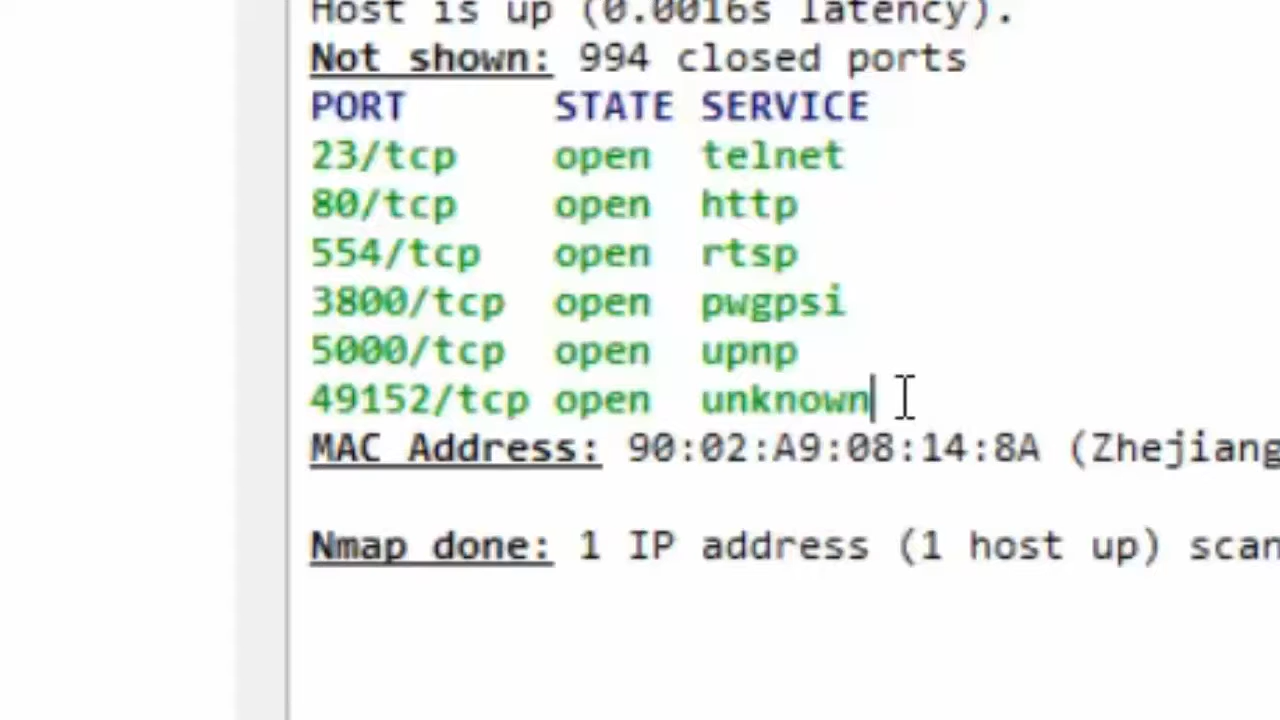 Host is up (0.0016s latency).
Not shown: 994 closed ports
PORT STATE SERVICE
23/tcp open telnet
80/tcp open http
554/tcp open rtsp
3800/tcp open pwgpsi
5000/tcp open upnp
49152/tcp open unknown
MAC Address: 90:02:A9:08:14:8A (Zhejiang
Nmap done: 1 IP address (1 host up) scan